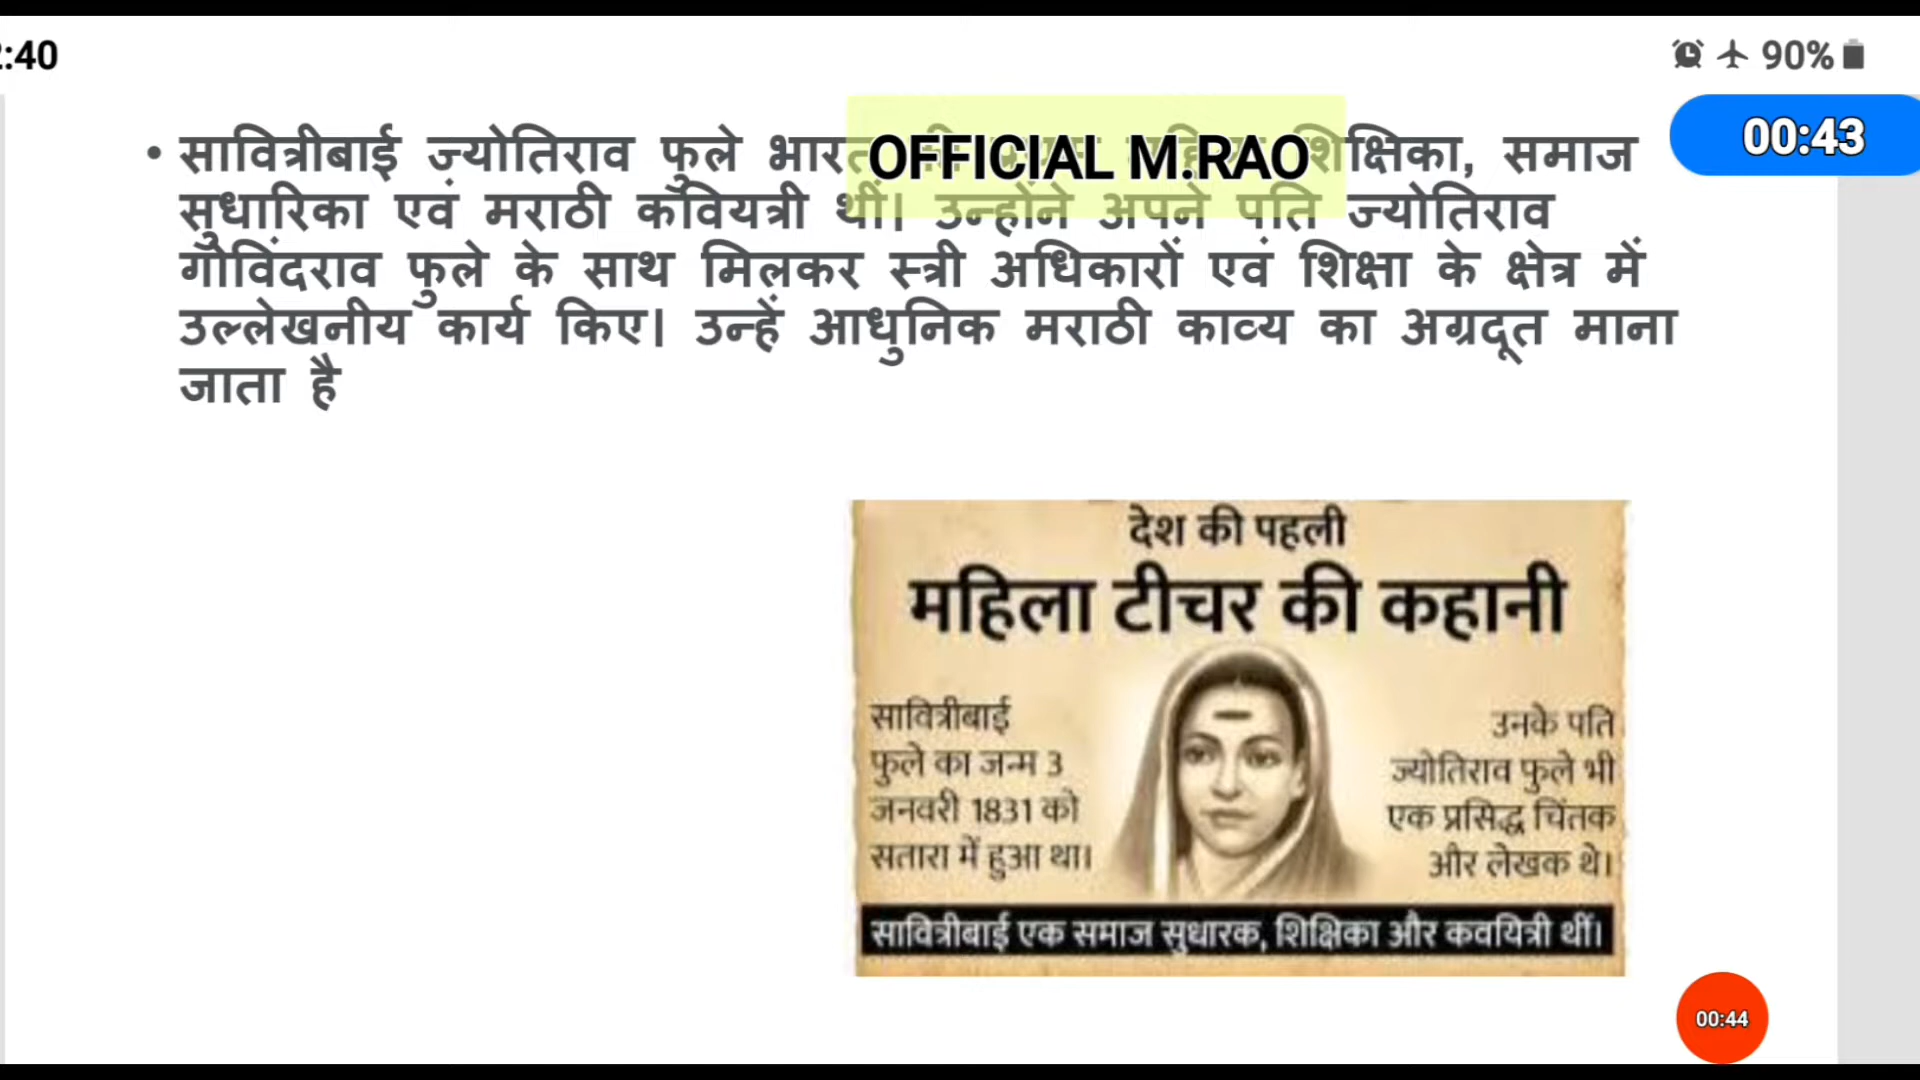 :40
90%
00:43
OFFICIAL M.RAO
• सावित्रीबाई ज्योतिराव फुले शिक्षिका, समाज
सुधारिका एवं मराठी कवियत्री थीं। उन्होंने अपने पति ज्योतिराव
गोविंदराव फुले के साथ मिलकर स्त्री अधिकारों एवं शिक्षा के क्षेत्र में
उल्लेखनीय कार्य किए। उन्हें आधुनिक मराठी काव्य का अग्रदूत माना
जाता है
देश की पहली
महिला टीचर की कहानी
सावित्रीबाई
फुले का जन्म 3
जनवरी 1831 को
सतारा में हुआ था।
उनके पति
ज्योतिराव फुले भी
एक प्रसिद्ध चिंतक
और लेखक थे।
सावित्रीबाई एक समाज सुधारक, शिक्षिका और कवयित्री थीं।
00:44